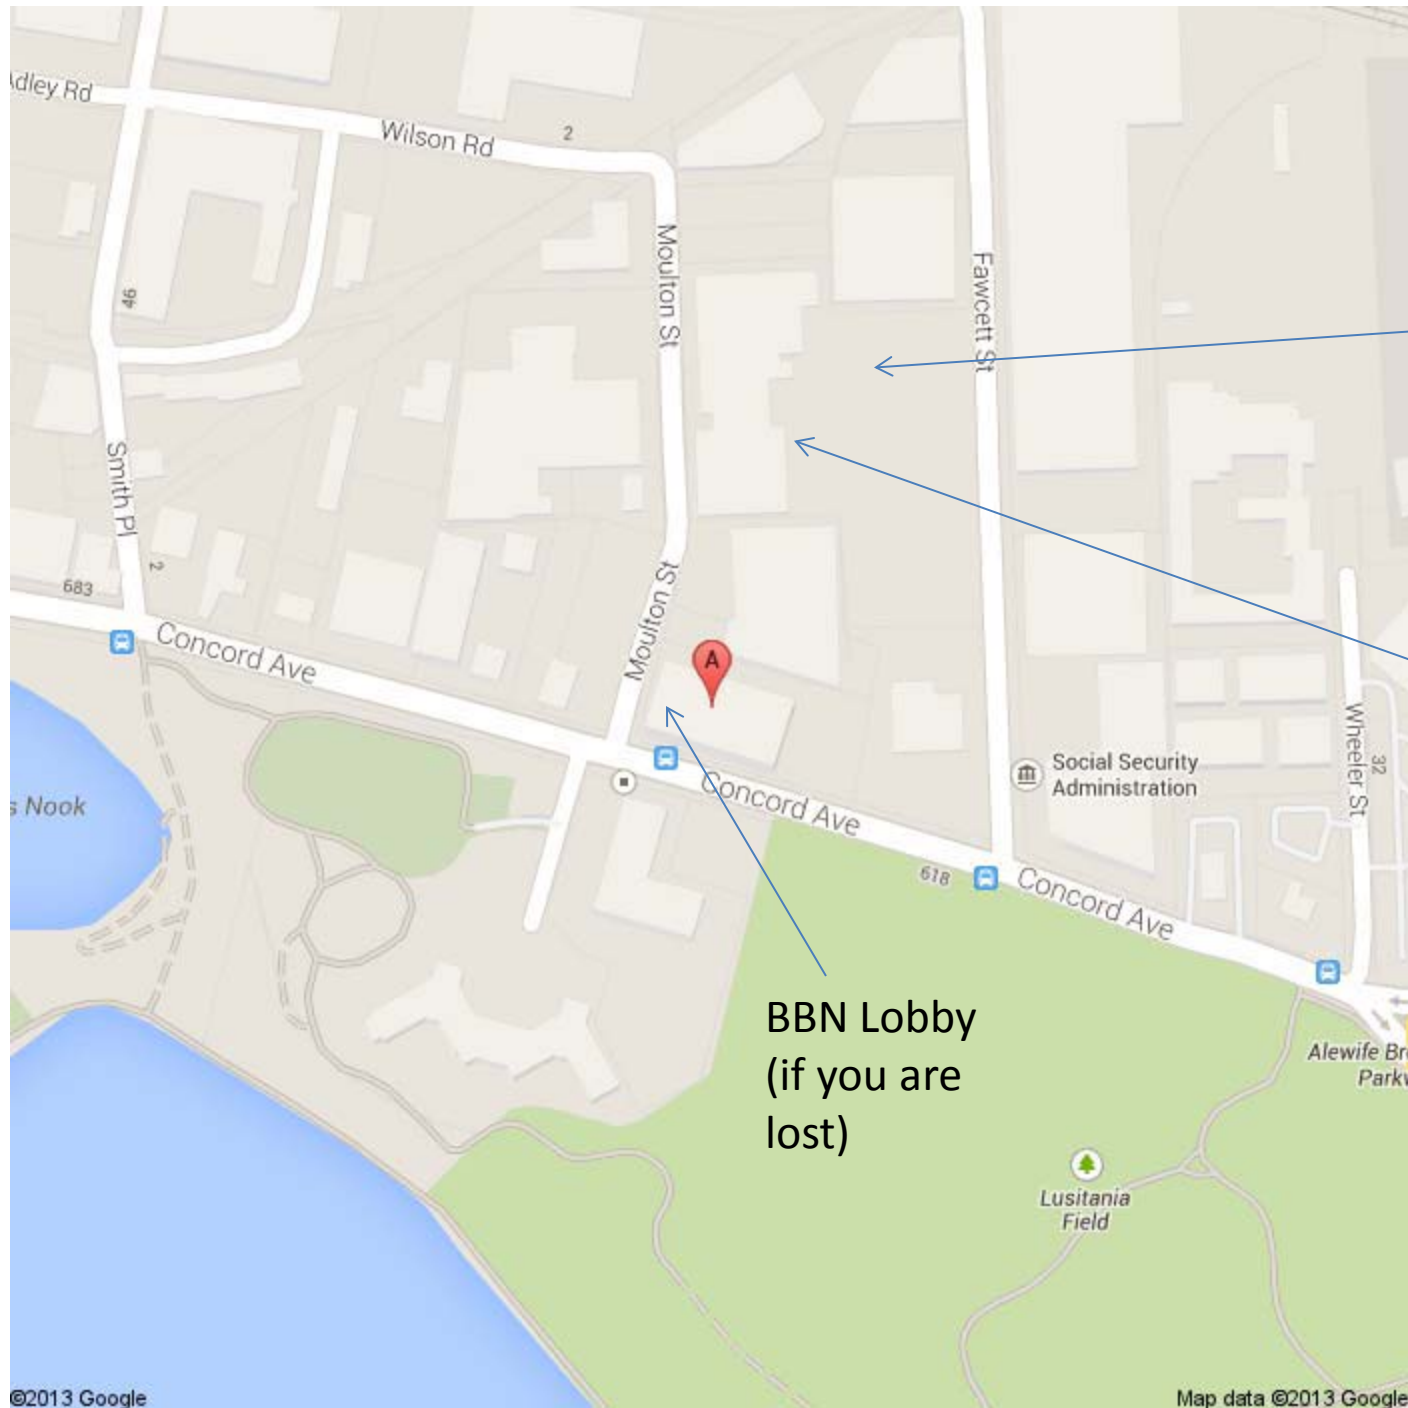 Adley Rd
Wilson Rd
2
Moulton St
Fawcett St
46
Smith Pl
2
683
Concord Ave
Moulton St
A
Social Security
Administration
Wheeler St
32
Nook
Concord Ave
618
Concord Ave
BBN Lobby
(if you are
lost)
Alewife
Lusitania
Field
©2013 Google
Map data ©2013 Google